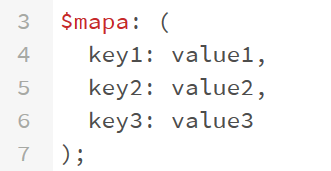 3 $mapa: (
4   key1: value1,
5   key2: value2,
6   key3: value3
7 );